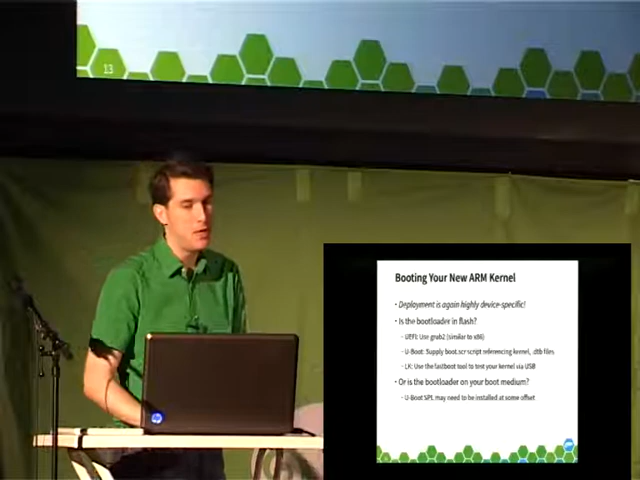 13
Booting Your New ARM Kernel
• Deployment is again highly device-specific!
• Is the bootloader in flash?
- UEFI: Use grub2 (similar to x86)
- U-Boot: Supply boot.scr script referencing kernel, dtb files
- LK: Use the fastboot tool to test your kernel via USB
• Or is the bootloader on your boot medium?
- U-Boot SPL may need to be installed at some offset
hp